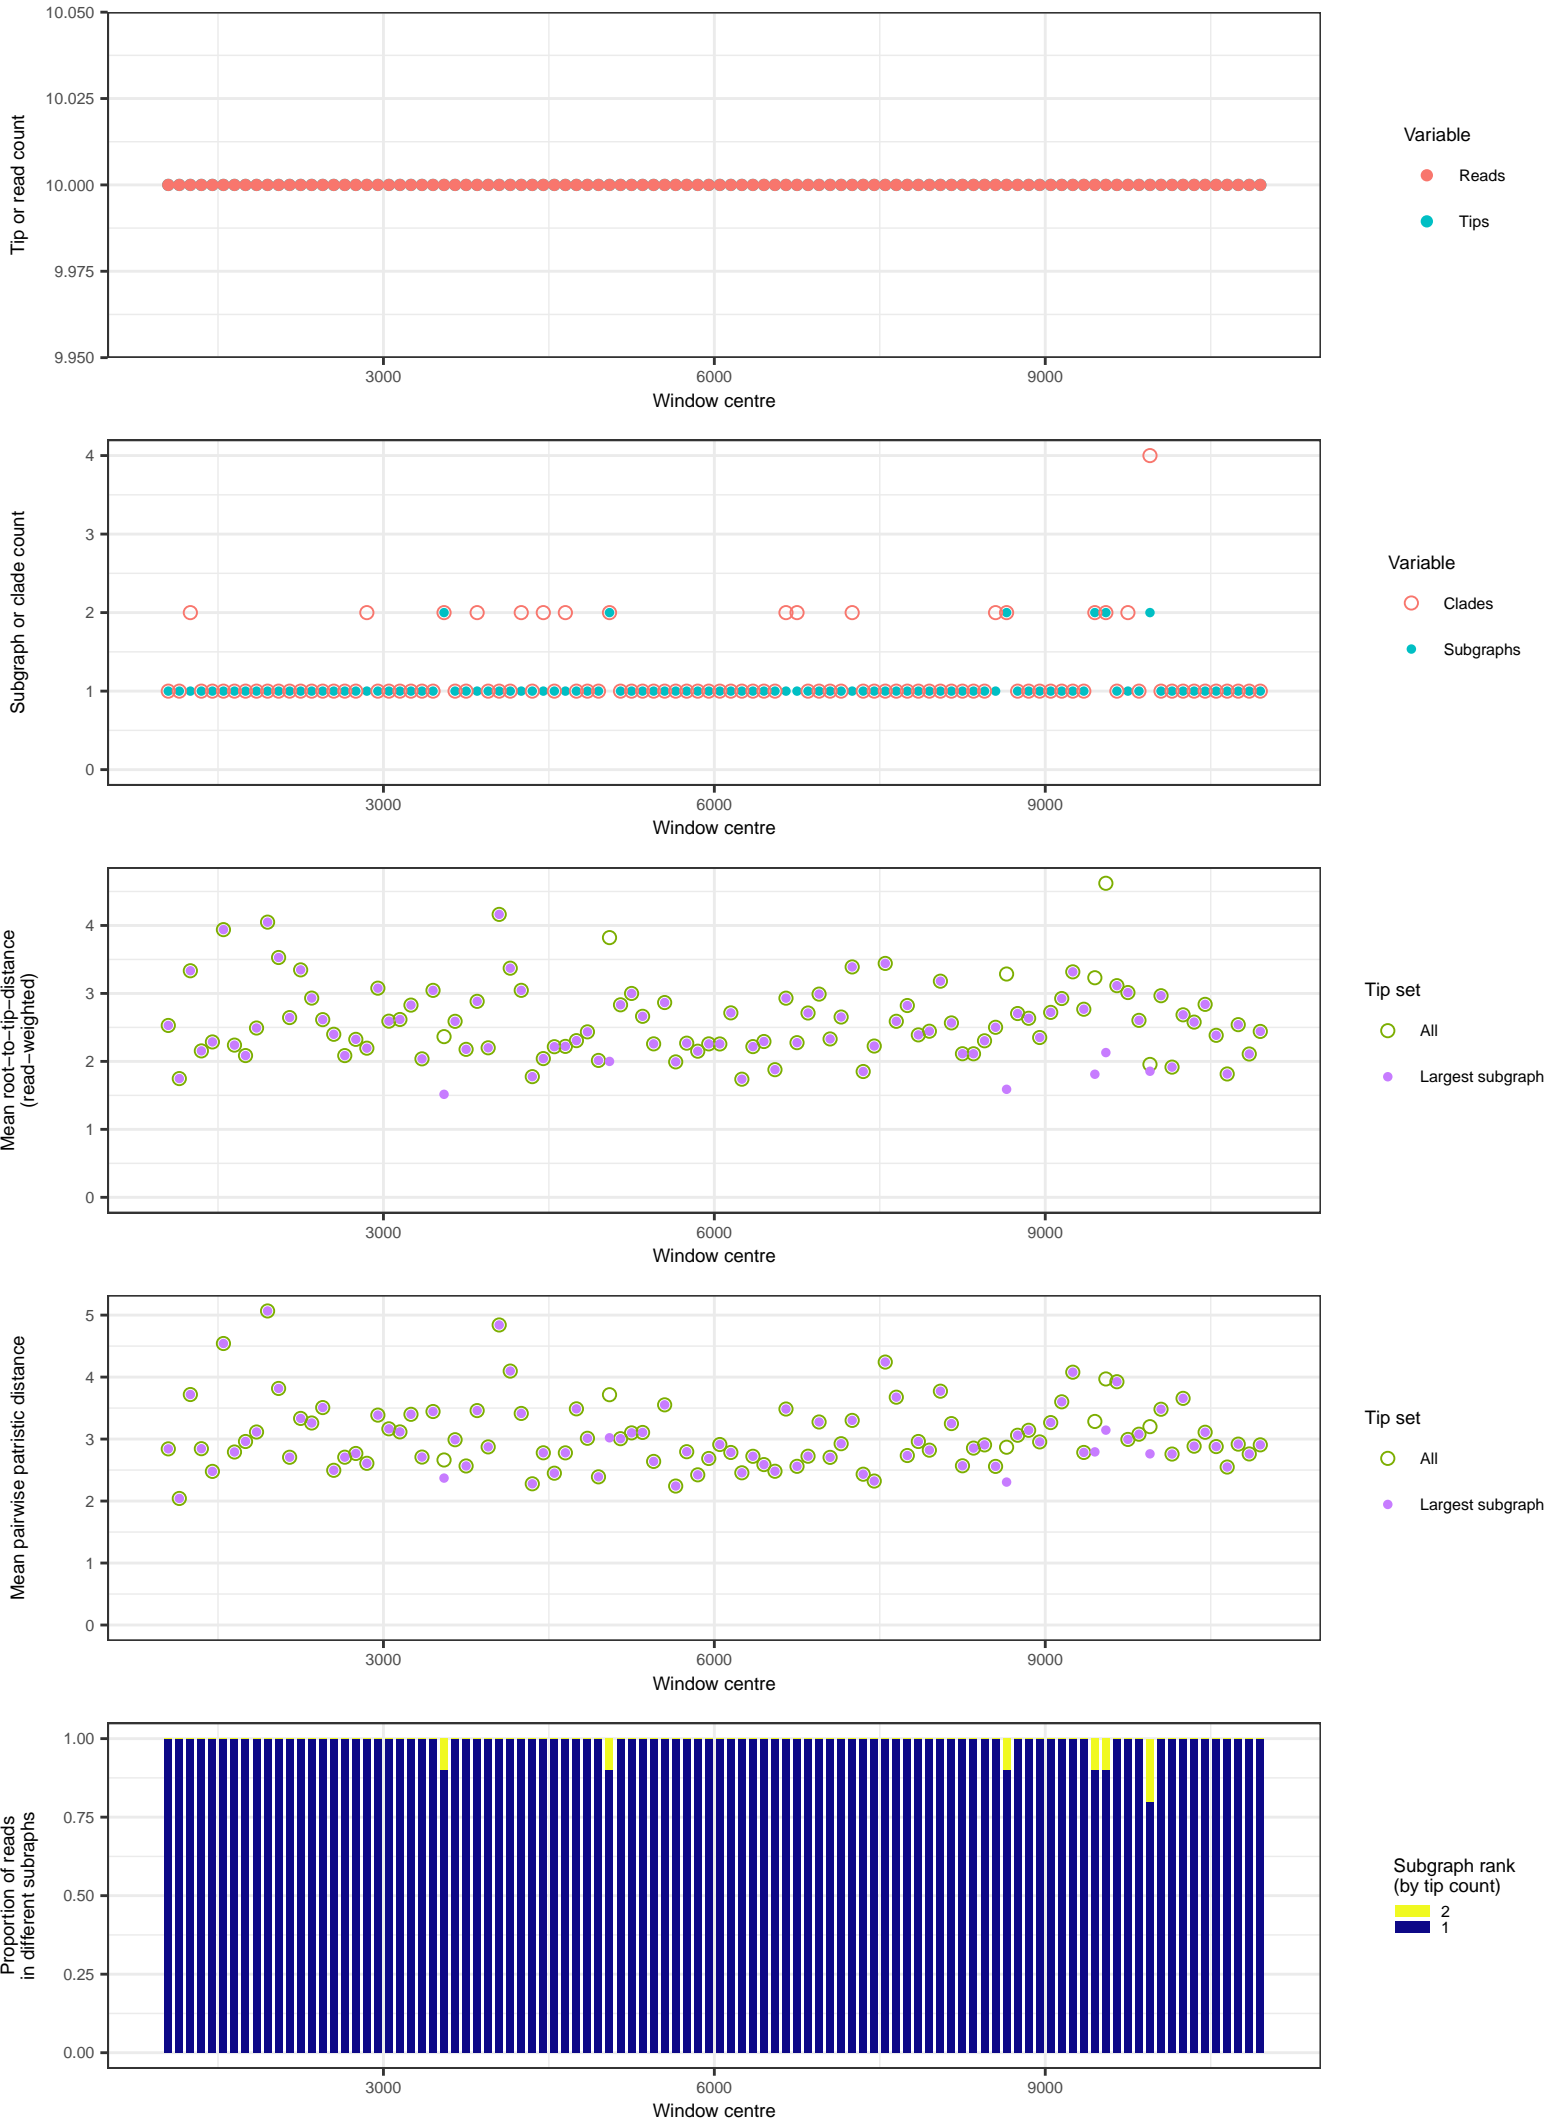 10.050
10.025
10.000
9.975
9.950
Tip or read count
3000
6000
9000
Window centre
Variable
Reads
Tips
4
3
2
1
0
Subgraph or clade count
3000
6000
9000
Window centre
Variable
Clades
Subgraphs
4
3
2
1
0
Mean root−to−tip−distance
(read−weighted)
3000
6000
9000
Window centre
Tip set
All
Largest subgraph
5
4
3
2
1
0
Mean pairwise patristic distance
3000
6000
9000
Window centre
Tip set
All
Largest subgraph
1.00
0.75
0.50
0.25
0.00
Proportion of reads
in different subraphs
3000
6000
9000
Window centre
Subgraph rank
(by tip count)
2
1